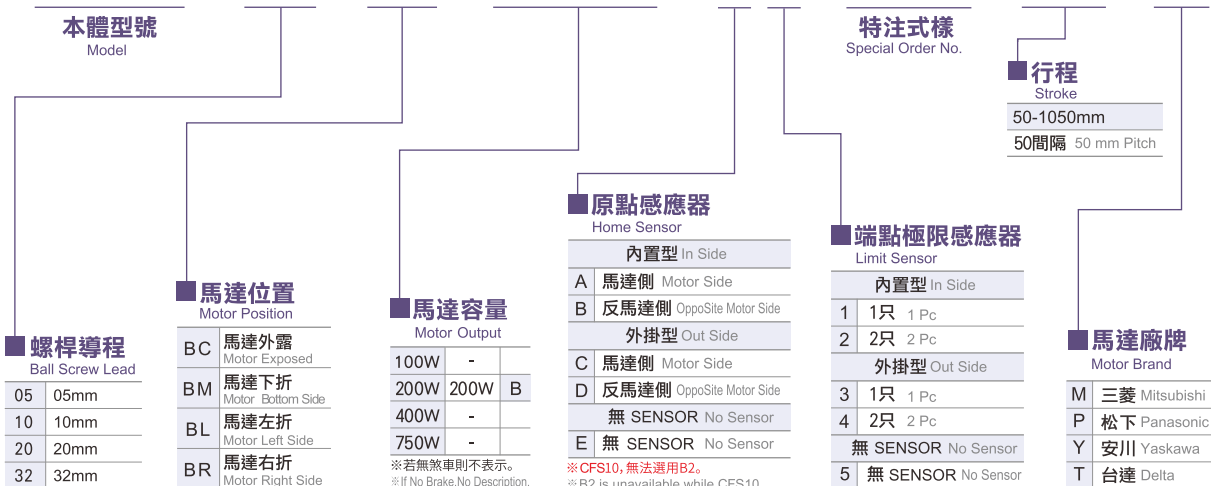 本體型號
Model
特注式樣
Special Order No.
行程
Stroke
50-1050mm
50間隔 50 mm Pitch
原點感應器
Home Sensor
內置型 In Side
A 馬達側 Motor Side
B 反馬達側 OppoSite Motor Side
外掛型 Out Side
C 馬達側 Motor Side
D 反馬達側 OppoSite Motor Side
無 SENSOR No Sensor
E 無 SENSOR No Sensor
※CFS10,無法選用B2。
※B2 is unavailable while CFS10
端點極限感應器
Limit Sensor
內置型 In Side
1 1只 1 Pc
2 2只 2 Pc
外掛型 Out Side
3 1只 1 Pc
4 2只 2 Pc
無 SENSOR No Sensor
5 無 SENSOR No Sensor
馬達位置
Motor Position
BC 馬達外露
Motor Exposed
BM 馬達下折
Motor Bottom Side
BL 馬達左折
Motor Left Side
BR 馬達右折
Motor Right Side
馬達容量
Motor Output
100W -
200W 200W B
400W -
750W -
※若無煞車則不表示。
※If No Brake,No Description.
螺桿導程
Ball Screw Lead
05 05mm
10 10mm
20 20mm
32 32mm
馬達廠牌
Motor Brand
M 三菱 Mitsubishi
P 松下 Panasonic
Y 安川 Yaskawa
T 台達 Delta